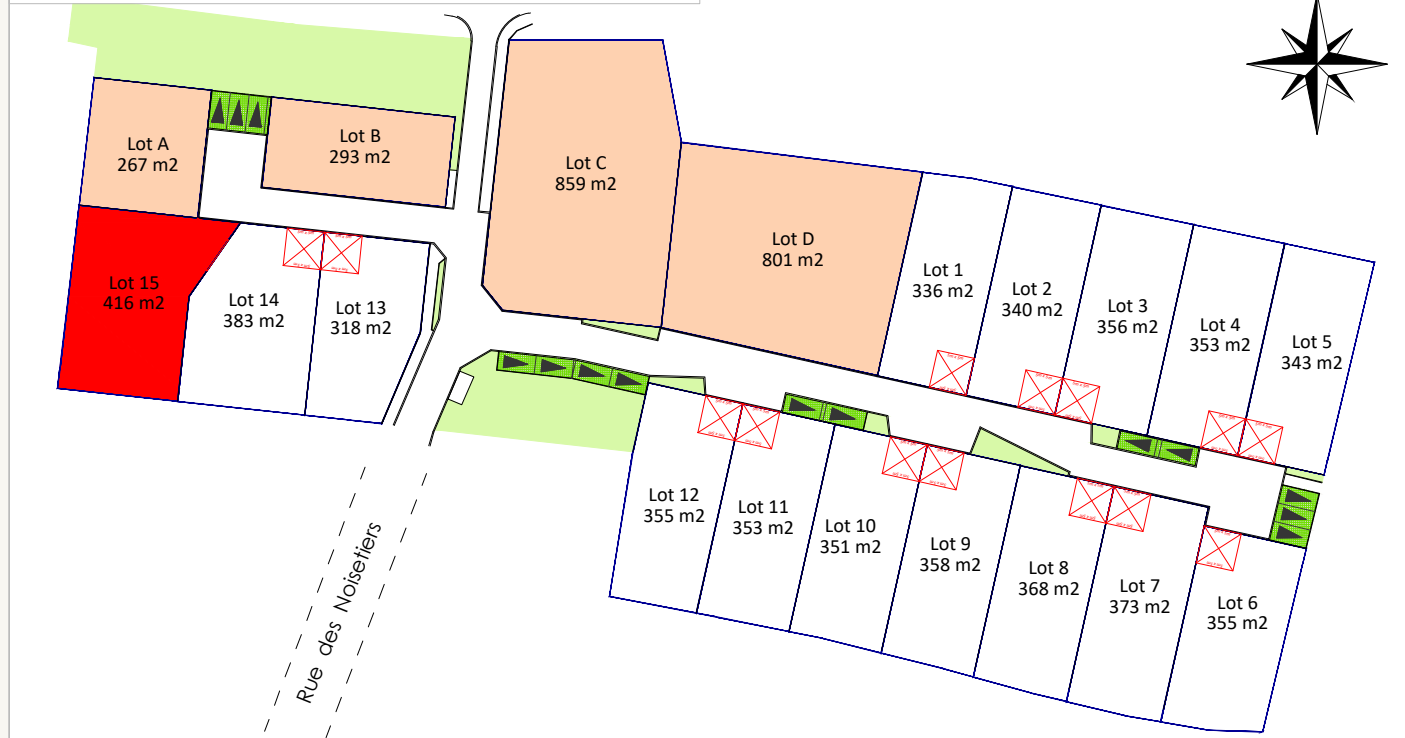 Lot A
267 m2
Lot B
293 m2
Lot C
859 m2
Lot D
801 m2
Lot 1
336 m2
Lot 2
340 m2
Lot 3
356 m2
Lot 4
353 m2
Lot 5
343 m2
Lot 15
416 m2
Lot 14
383 m2
Lot 13
318 m2
Lot 12
355 m2
Lot 11
353 m2
Lot 10
351 m2
Lot 9
358 m2
Lot 8
368 m2
Lot 7
373 m2
Lot 6
355 m2
Rue des Noisetiers